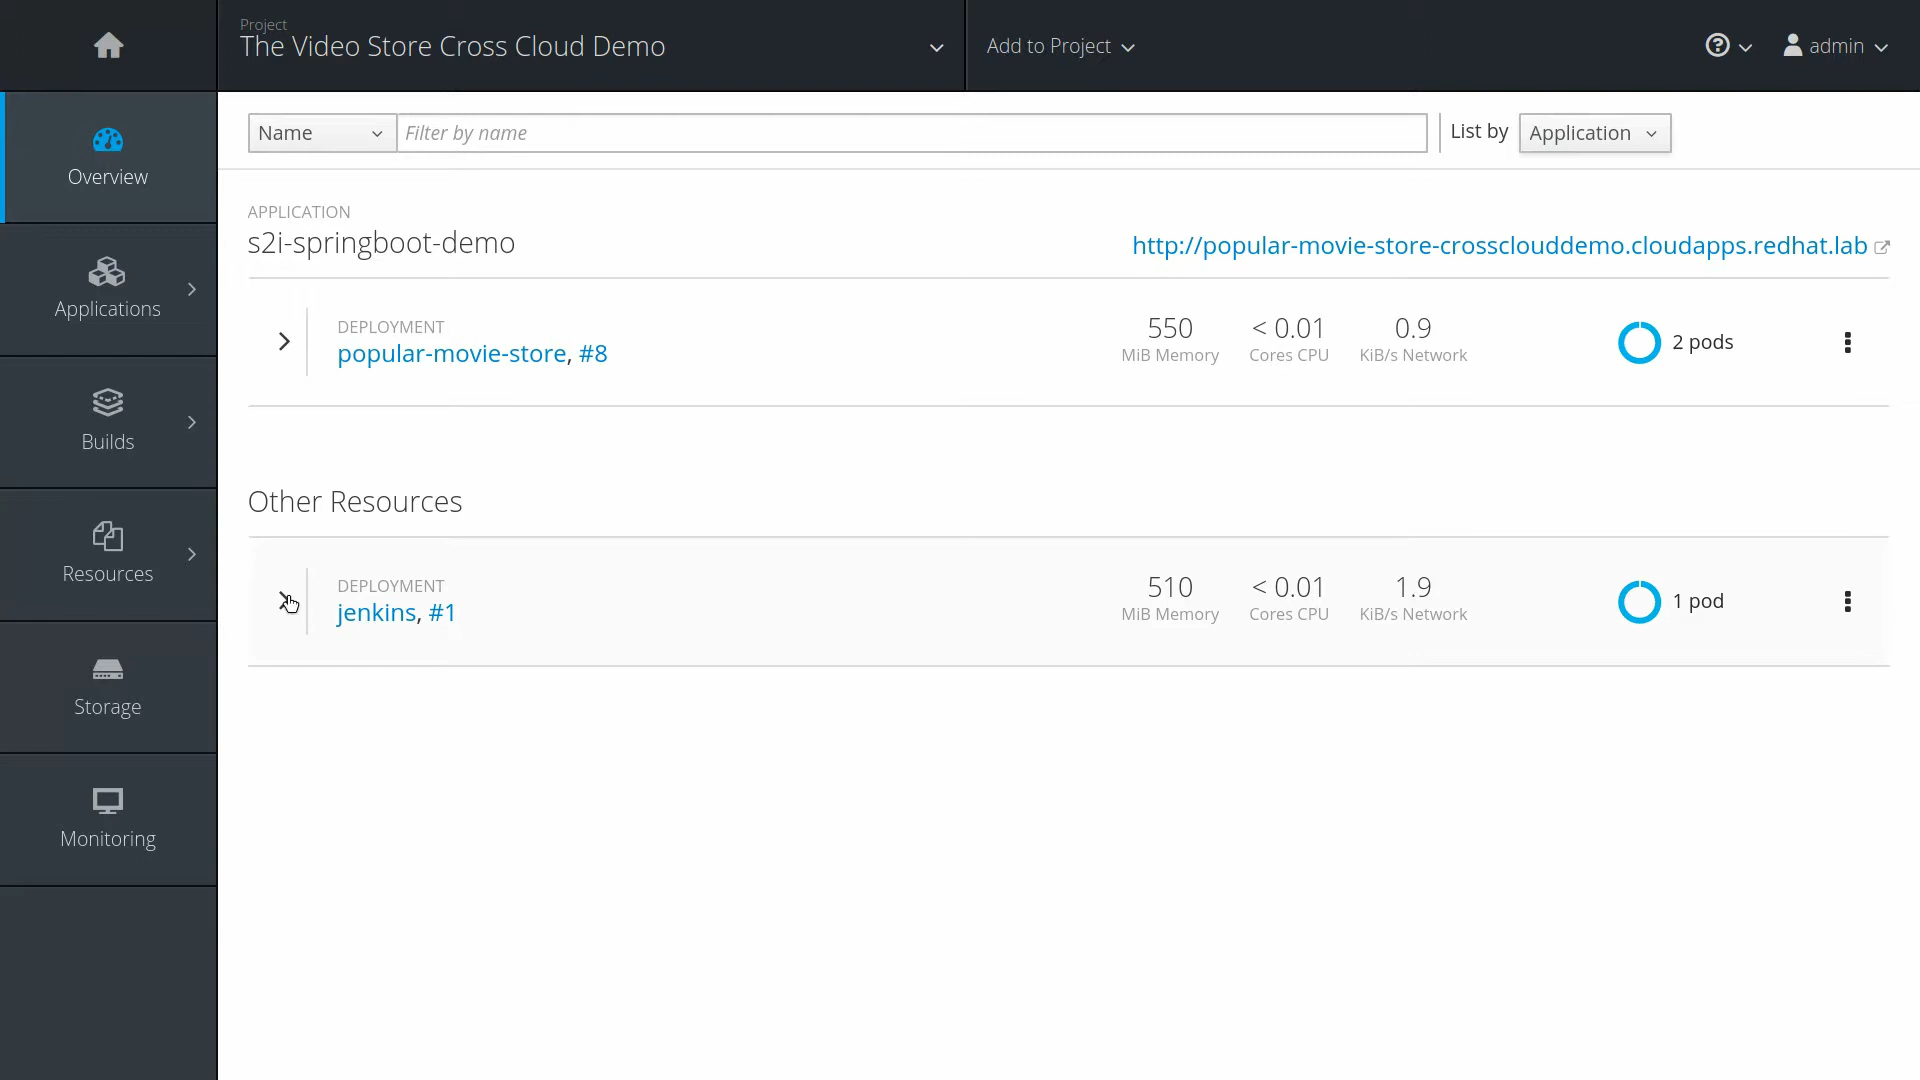 Project
The Video Store Cross Cloud Demo
Add to Project
admin
Overview
Applications
Builds
Resources
Storage
Monitoring
Name
Filter by name
List by
Application
APPLICATION
s2i-springboot-demo
http://popular-movie-store-crossclouddemo.cloudapps.redhat.lab
DEPLOYMENT
popular-movie-store, #8
550
MiB Memory
< 0.01
Cores CPU
0.9
KiB/s Network
2 pods
Other Resources
DEPLOYMENT
jenkins, #1
510
MiB Memory
< 0.01
Cores CPU
1.9
KiB/s Network
1 pod